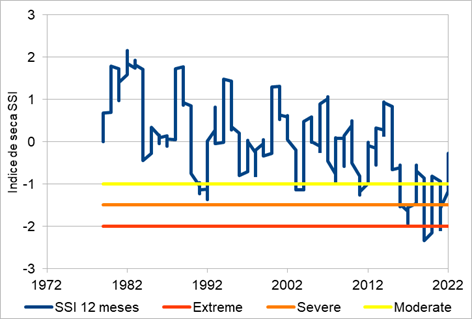 3
2
1
0
-1
-2
-3
Indice de seca SSI
1972 1982 1992 2002 2012 2022
SSI 12 meses Extreme Severe Moderate